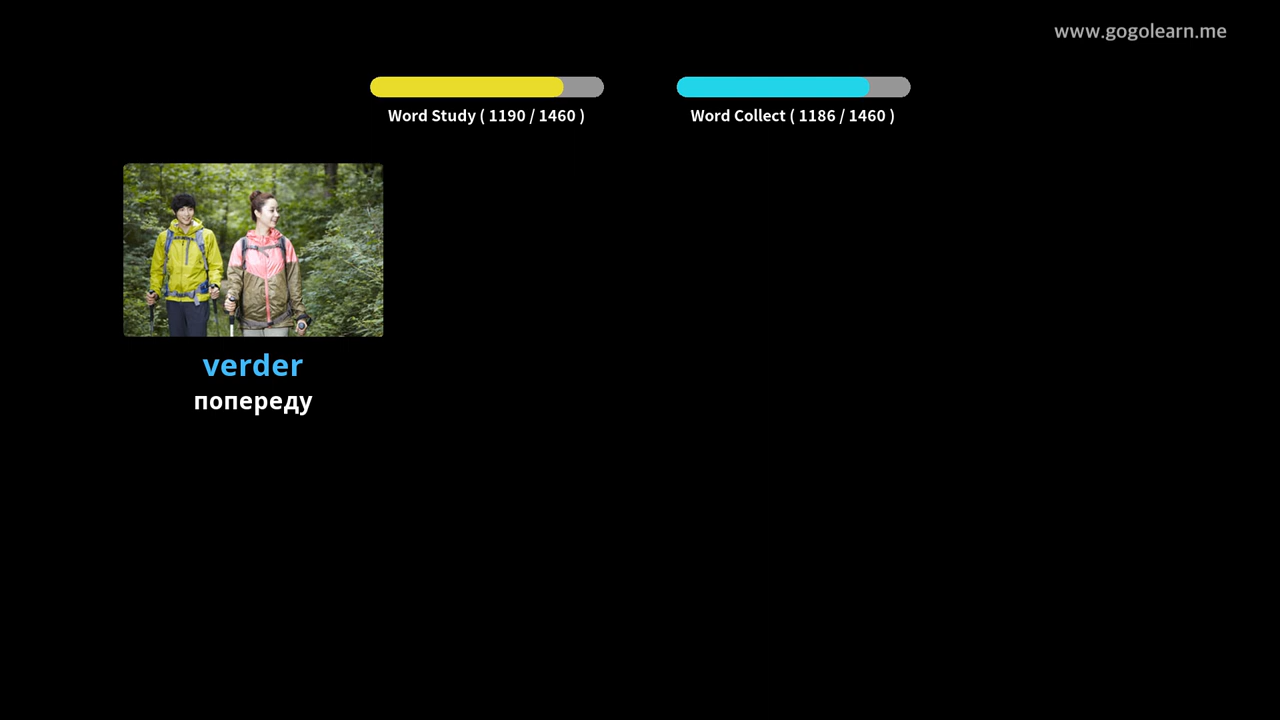 www.gogolearn.me
Word Study ( 1190 / 1460 )
Word Collect ( 1186 / 1460 )
verder
попереду